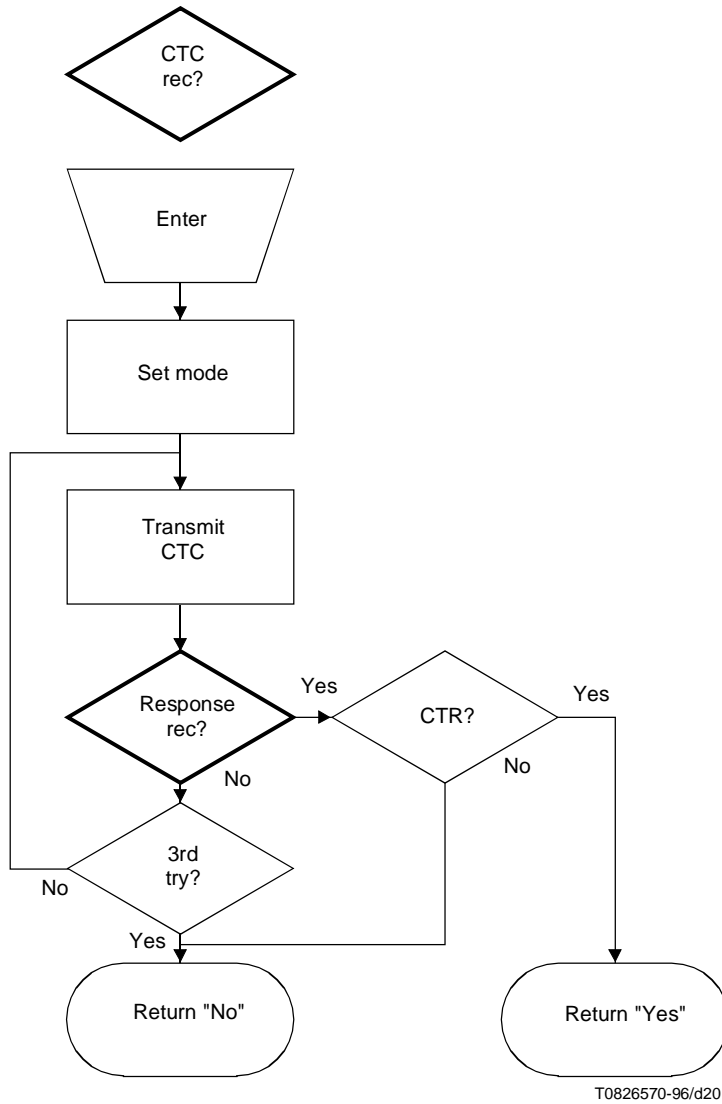 CTC
rec?
Enter
Set mode
Transmit
CTC
Response
rec?
Yes
CTR?
Yes
No
No
3rd
try?
No
Yes
Return "No"
Return "Yes"
T0826570-96/d20